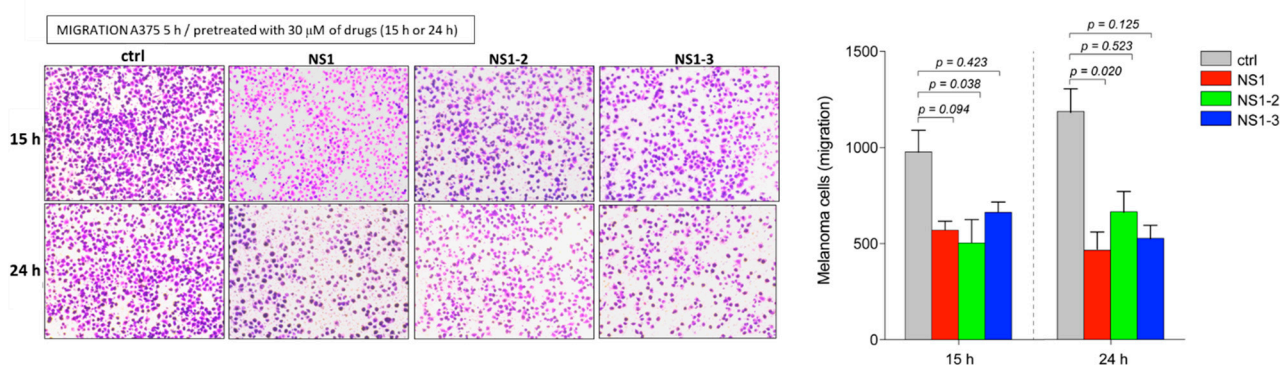 MIGRATION A375 5 h / pretreated with 30 µM of drugs (15 h or 24 h)
ctrl NS1 NS1-2 NS1-3
15 h
24 h
p = 0.125
p = 0.523
p = 0.020
p = 0.423
p = 0.038
p = 0.094
1500
1000
500
0
Melanoma cells (migration)
15 h 24 h
ctrl
NS1
NS1-2
NS1-3